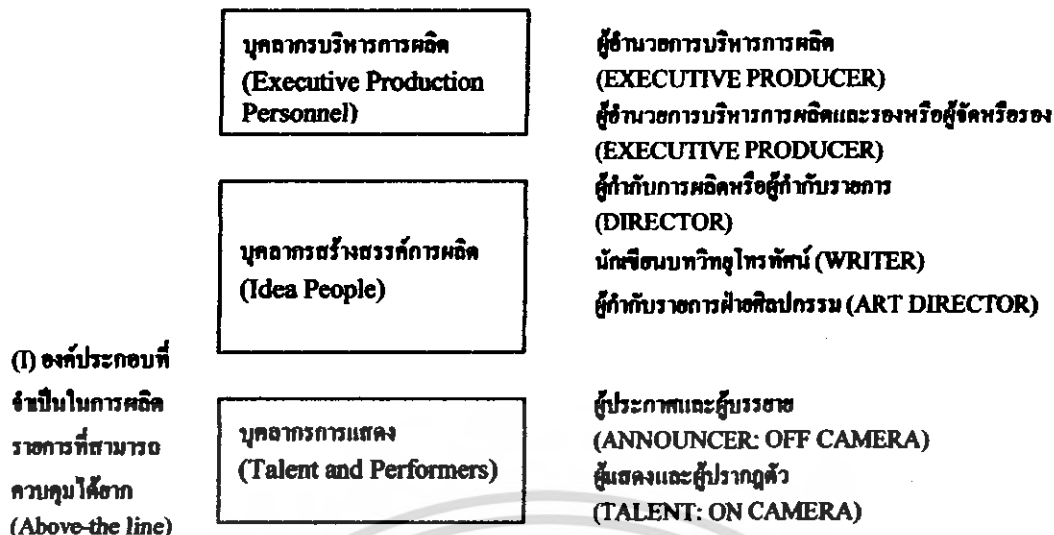 บุคลากรบริหารการผลิต
(Executive Production
Personnel)
ผู้อำนวยการบริหารการผลิต
(EXECUTIVE PRODUCER)
ผู้อำนวยการบริหารการผลิตและรองหรือผู้จัดหรือรอง
(EXECUTIVE PRODUCER)
บุคลากรสร้างสรรค์การผลิต
(Idea People)
ผู้กำกับการผลิตหรือผู้กำกับรายการ
(DIRECTOR)
นักเขียนบทวิทยุโทรทัศน์ (WRITER)
ผู้กำกับรายการฝ่ายศิลปกรรม (ART DIRECTOR)
(I) องค์ประกอบที่
จำเป็นในการผลิต
รายการที่สามารถ
ควบคุมได้ยาก
(Above-the line)
บุคลากรการแสดง
(Talent and Performers)
ผู้ประกาศและผู้บรรยาย
(ANNOUNCER: OFF CAMERA)
ผู้แสดงและผู้ปรากฏตัว
(TALENT: ON CAMERA)